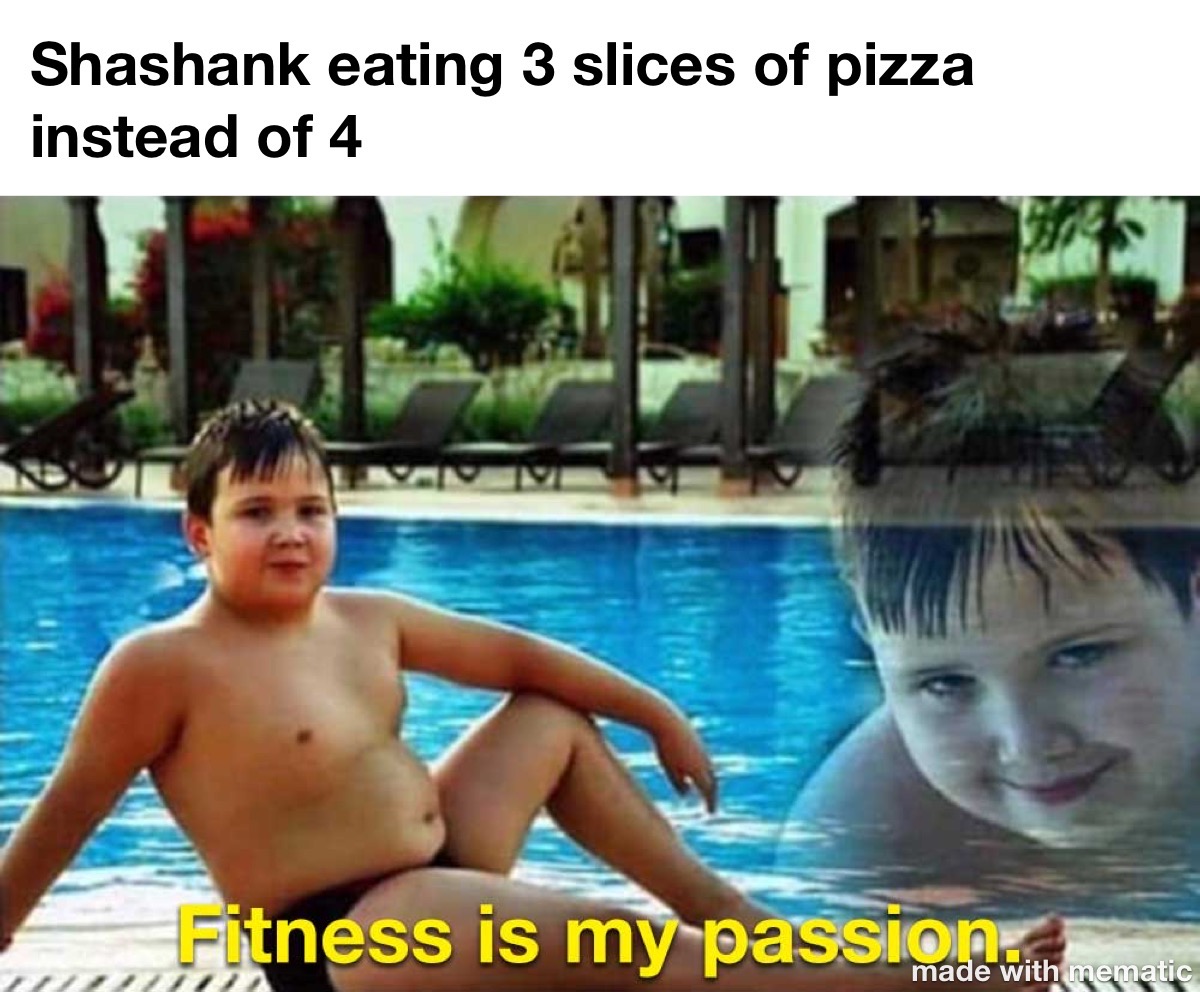 Shashank eating 3 slices of pizza
instead of 4
Fitness is my passion.
made with mematic